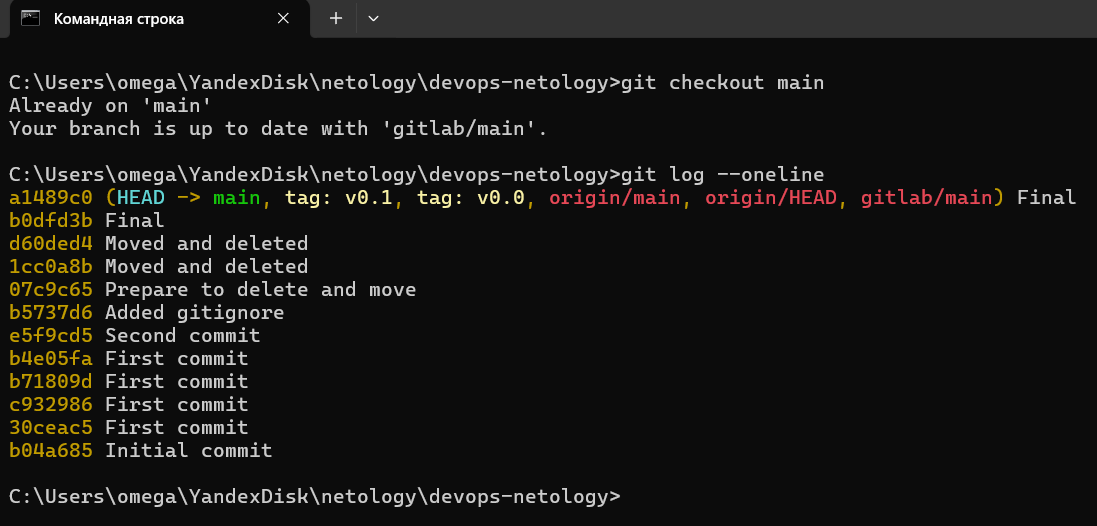 Командная строка
C:\Users\omega\YandexDisk\netology\devops-netology>git checkout main
Already on 'main'
Your branch is up to date with 'gitlab/main'.
C:\Users\omega\YandexDisk\netology\devops-netology>git log --oneline
a1489c0 (HEAD -> main, tag: v0.1, tag: v0.0, origin/main, origin/HEAD, gitlab/main) Final
b0dfd3b Final
d60ded4 Moved and deleted
1cc0a8b Moved and deleted
07c9c65 Prepare to delete and move
b5737d6 Added gitignore
e5f9cd5 Second commit
b4e05fa First commit
b71809d First commit
c932986 First commit
30ceac5 First commit
b04a685 Initial commit
C:\Users\omega\YandexDisk\netology\devops-netology>